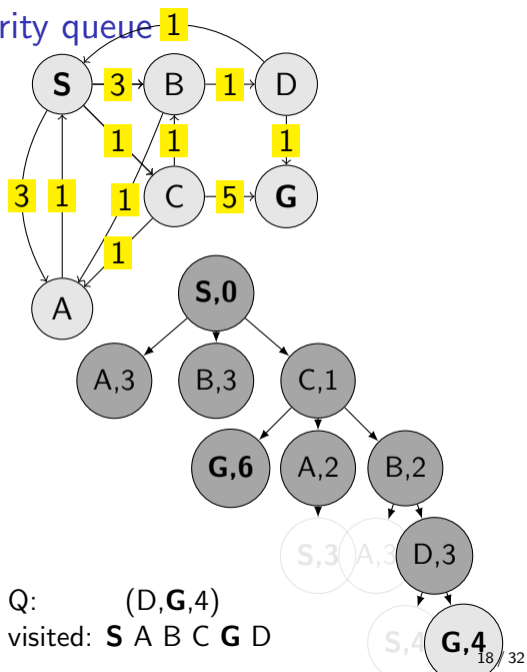 rity queue
1
S 3 B 1 D
1 1 1
3 1 1 C 5 G
1
A
S,0
A,3 B,3 C,1
G,6 A,2 B,2
S,3 A,3 D,3
Q: (D,G,4)
visited: S A B C G D
S,4 G,4
18 / 32